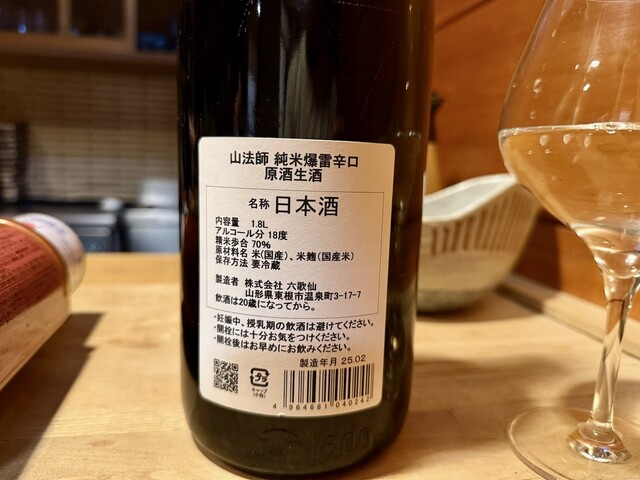 山法師 純米爆雷辛口
原酒生酒
名称 日本酒
内容量 1.8L
アルコール分 18度
精米歩合 70%
原材料名 米(国産)、米麹(国産米)
保存方法 要冷蔵
製造者 株式会社 六歌仙
山形県東根市温泉町3-17-7
飲酒は20歳になってから。
・妊娠中、授乳期の飲酒は避けてください。
・開栓には十分お気をつけください。
・開栓後はお早めにお飲みください。
製造年月 25.02
4 964681 040242